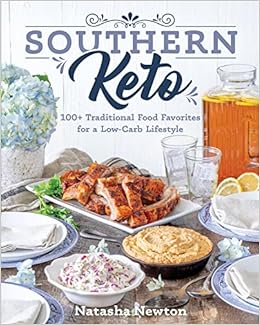 SOUTHERN
Keto
100+ Traditional Food Favorites
for a Low-Carb Lifestyle
Natasha Newton